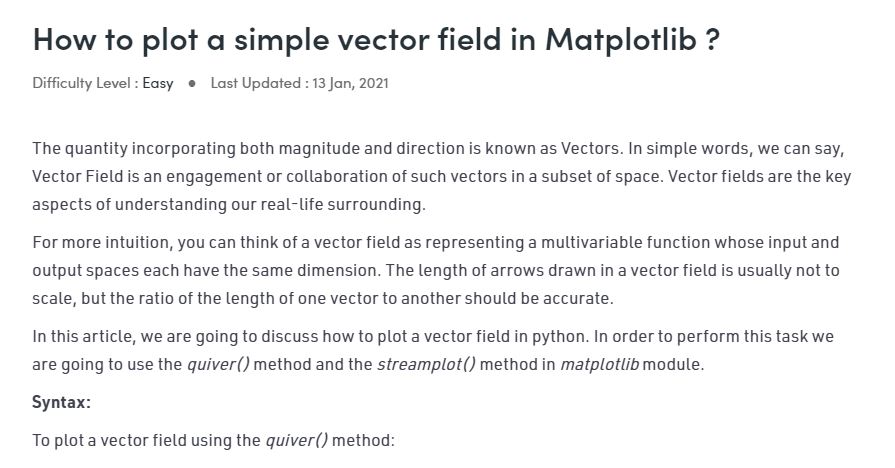 How to plot a simple vector field in Matplotlib ?
Difficulty Level : Easy ● Last Updated : 13 Jan, 2021
The quantity incorporating both magnitude and direction is known as Vectors. In simple words, we can say,
Vector Field is an engagement or collaboration of such vectors in a subset of space. Vector fields are the key
aspects of understanding our real-life surrounding.
For more intuition, you can think of a vector field as representing a multivariable function whose input and
output spaces each have the same dimension. The length of arrows drawn in a vector field is usually not to
scale, but the ratio of the length of one vector to another should be accurate.
In this article, we are going to discuss how to plot a vector field in python. In order to perform this task we
are going to use the quiver() method and the streamplot() method in matplotlib module.
Syntax:
To plot a vector field using the quiver() method: